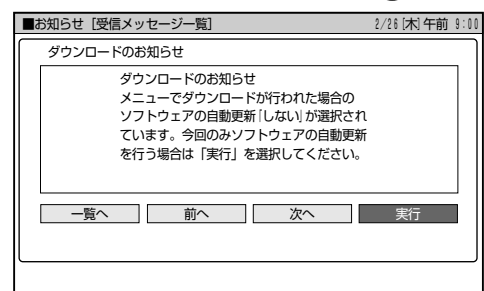 ■お知らせ［受信メッセージ一覧］ 2/26[木]午前 9:00
ダウンロードのお知らせ
ダウンロードのお知らせ
メニューでダウンロードが行われた場合の
ソフトウェアの自動更新「しない」が選択され
ています。今回のみソフトウェアの自動更新
を行う場合は「実行」を選択してください。
一覧へ 前へ 次へ 実行